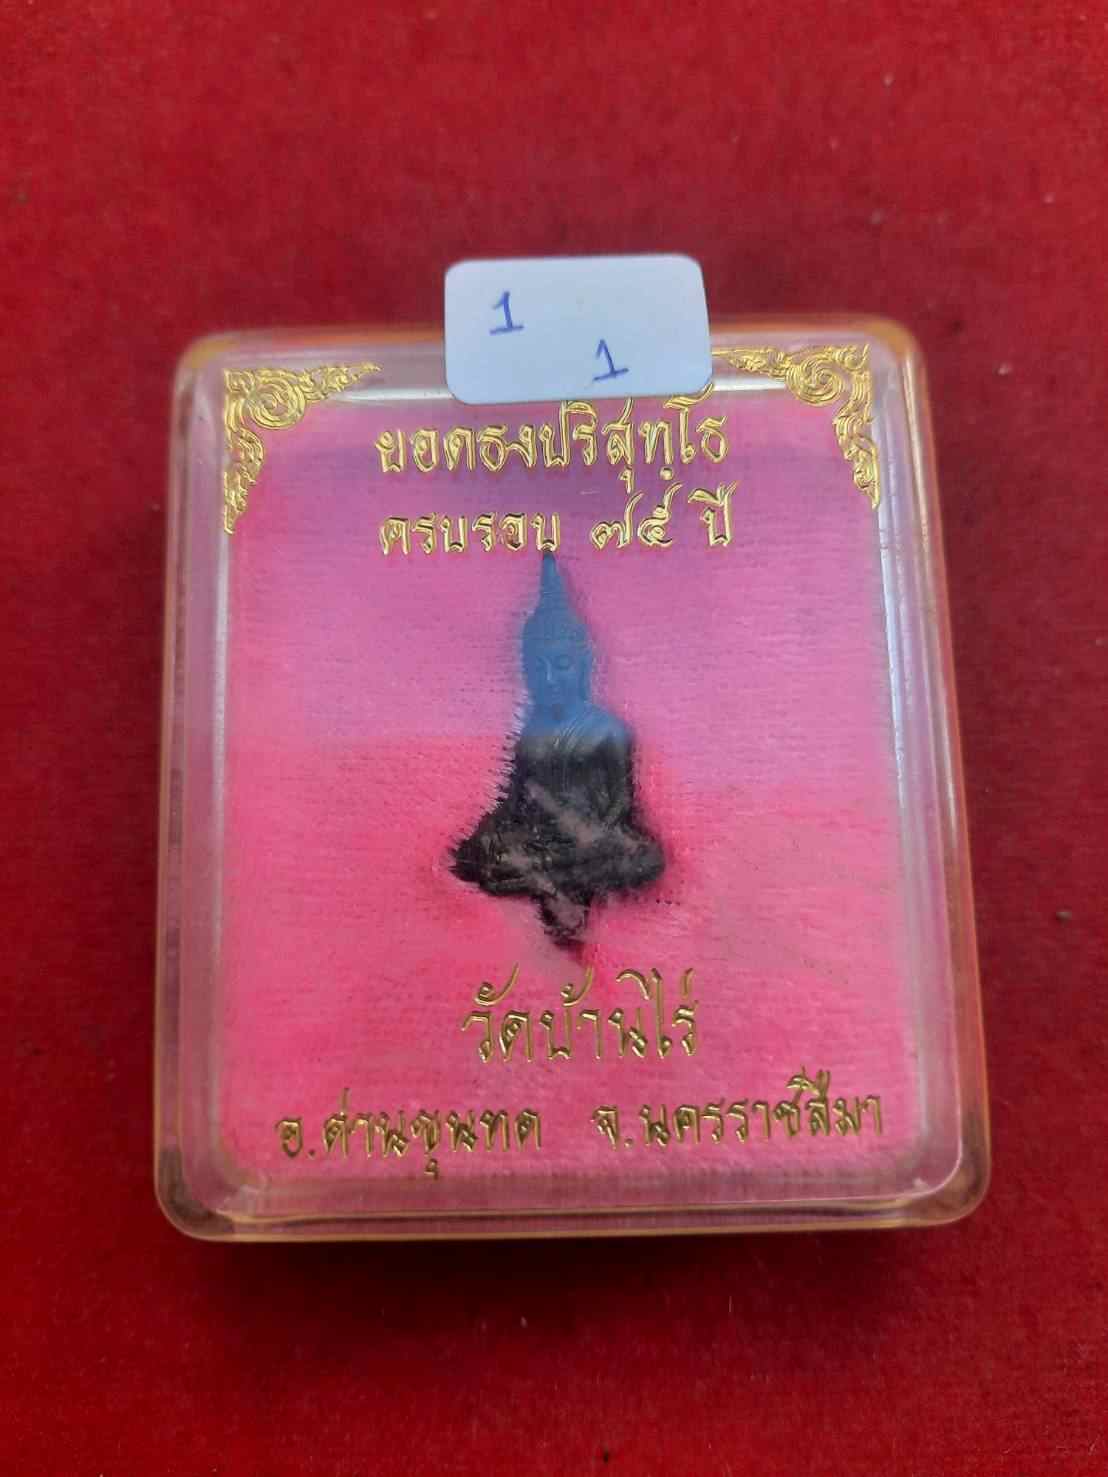 1
1
ยอดธงปริสุทฺโธ
ครบรอบ ๗๕ ปี
วัดบ้านไร่
อ.ด่านขุนทด จ.นครราชสีมา